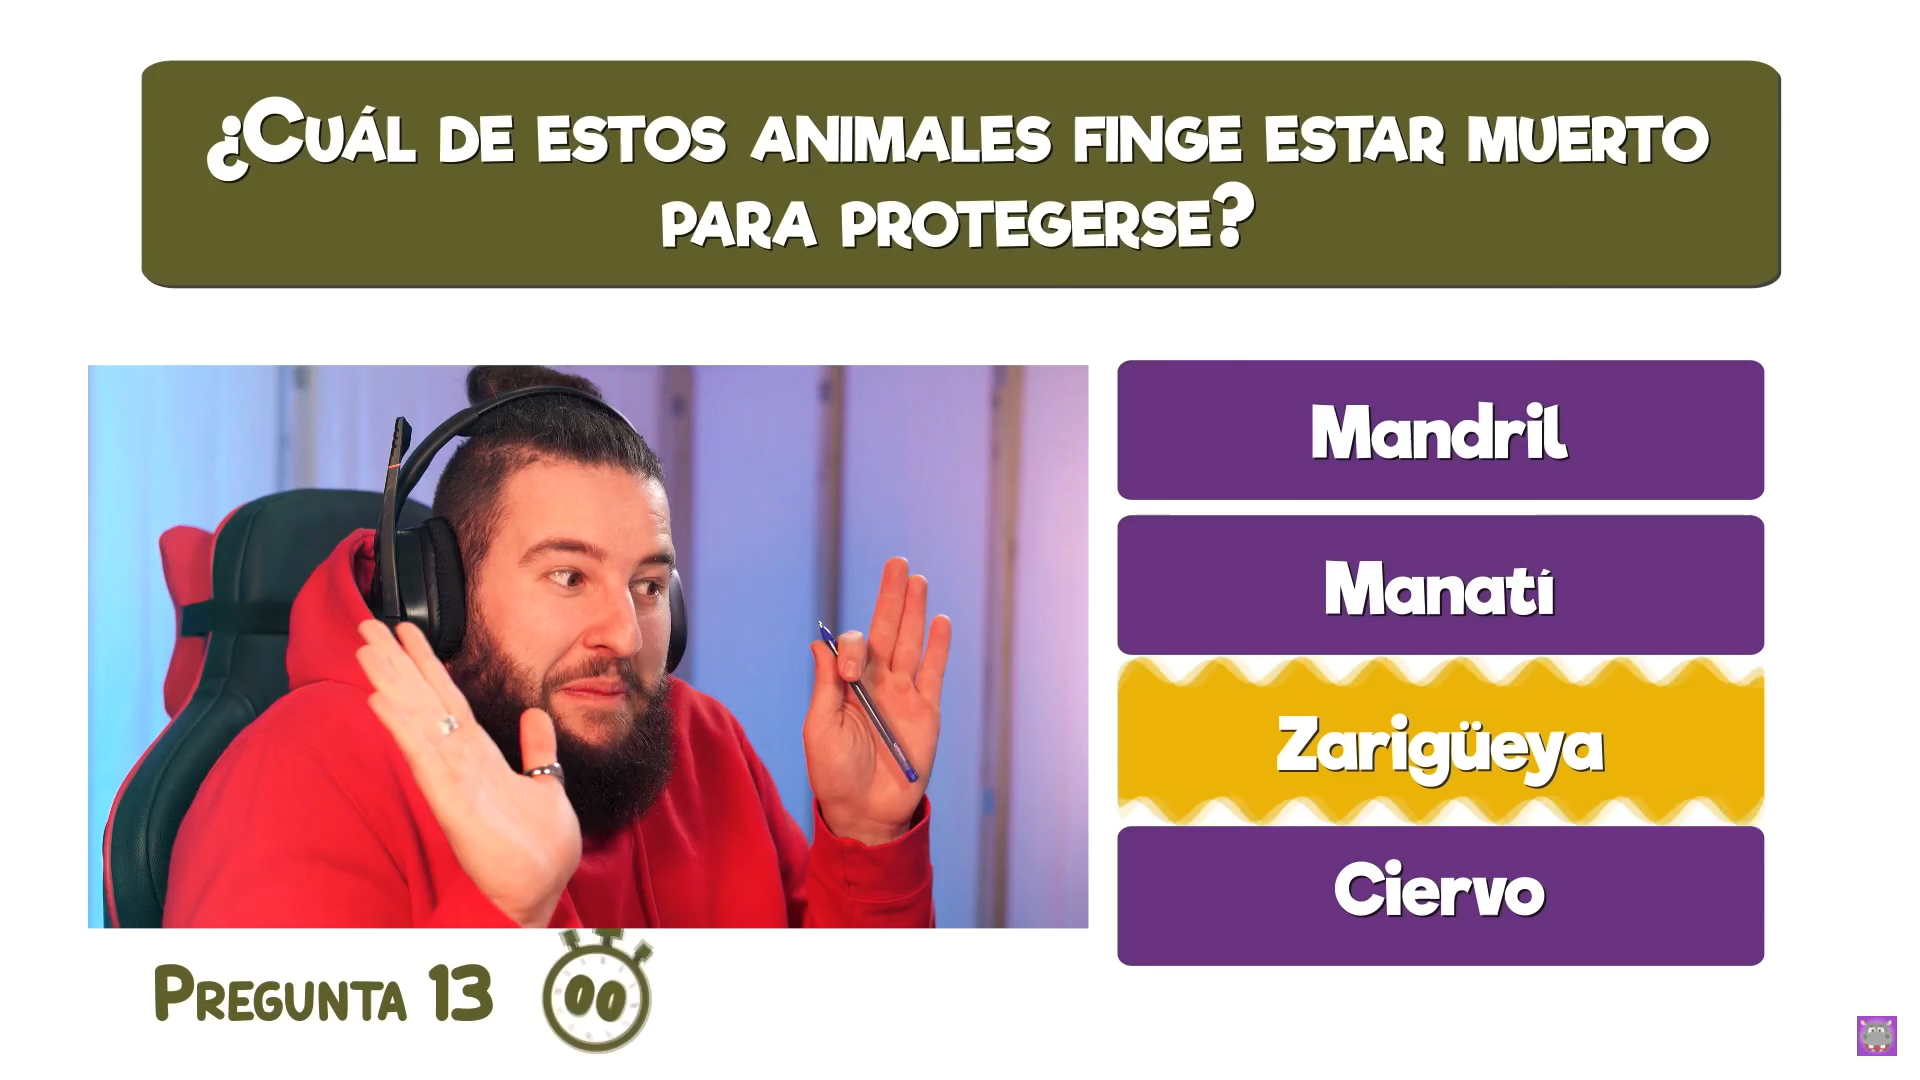 ¿Cuál de estos animales finge estar muerto
para protegerse?
Mandril
Manatí
Zarigüeya
Ciervo
Pregunta 13
00